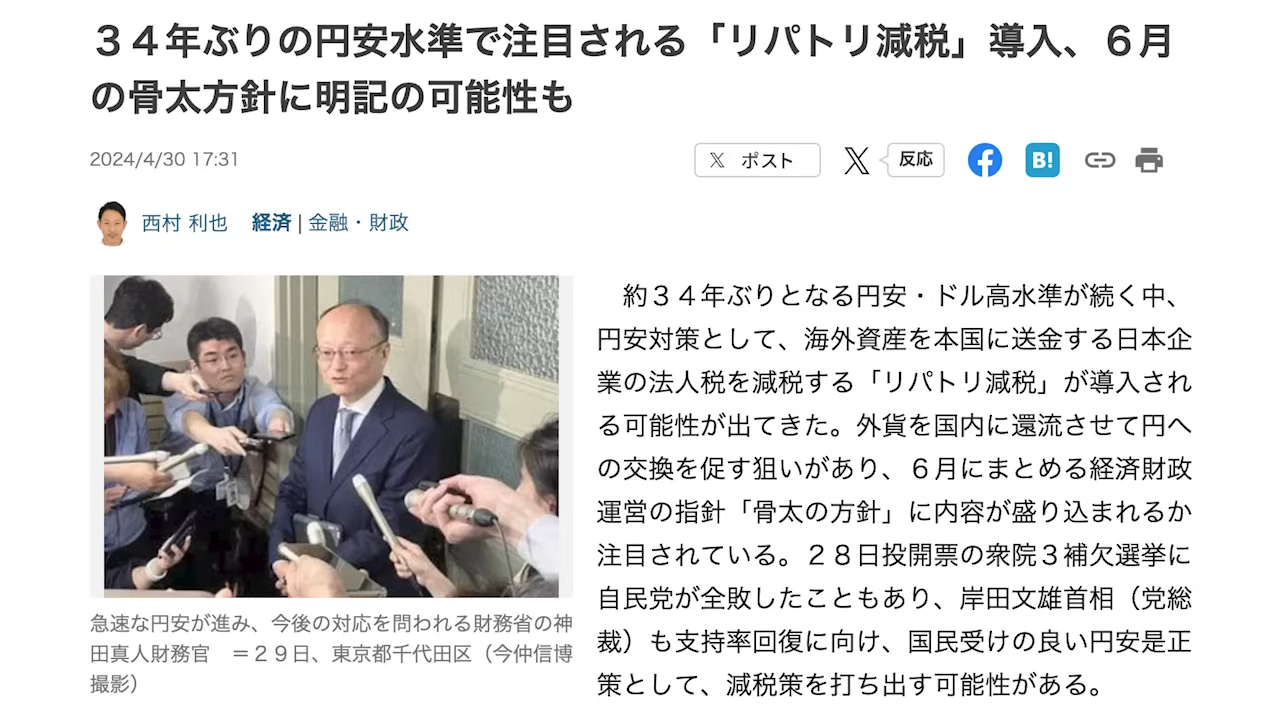 ３４年ぶりの円安水準で注目される「リパトリ減税」導入、６月
の骨太方針に明記の可能性も
2024/4/30 17:31
X ポスト
X 反応
B!
西村 利也 経済 | 金融・財政
約３４年ぶりとなる円安・ドル高水準が続く中、
円安対策として、海外資産を本国に送金する日本企
業の法人税を減税する「リパトリ減税」が導入され
る可能性が出てきた。外貨を国内に還流させて円へ
の交換を促す狙いがあり、６月にまとめる経済財政
運営の指針「骨太の方針」に内容が盛り込まれるか
注目されている。２８日投開票の衆院３補欠選挙に
自民党が全敗したこともあり、岸田文雄首相（党総
裁）も支持率回復に向け、国民受けの良い円安是正
策として、減税策を打ち出す可能性がある。
急速な円安が進み、今後の対応を問われる財務省の神
田真人財務官　＝２９日、東京都千代田区（今仲信博
撮影）